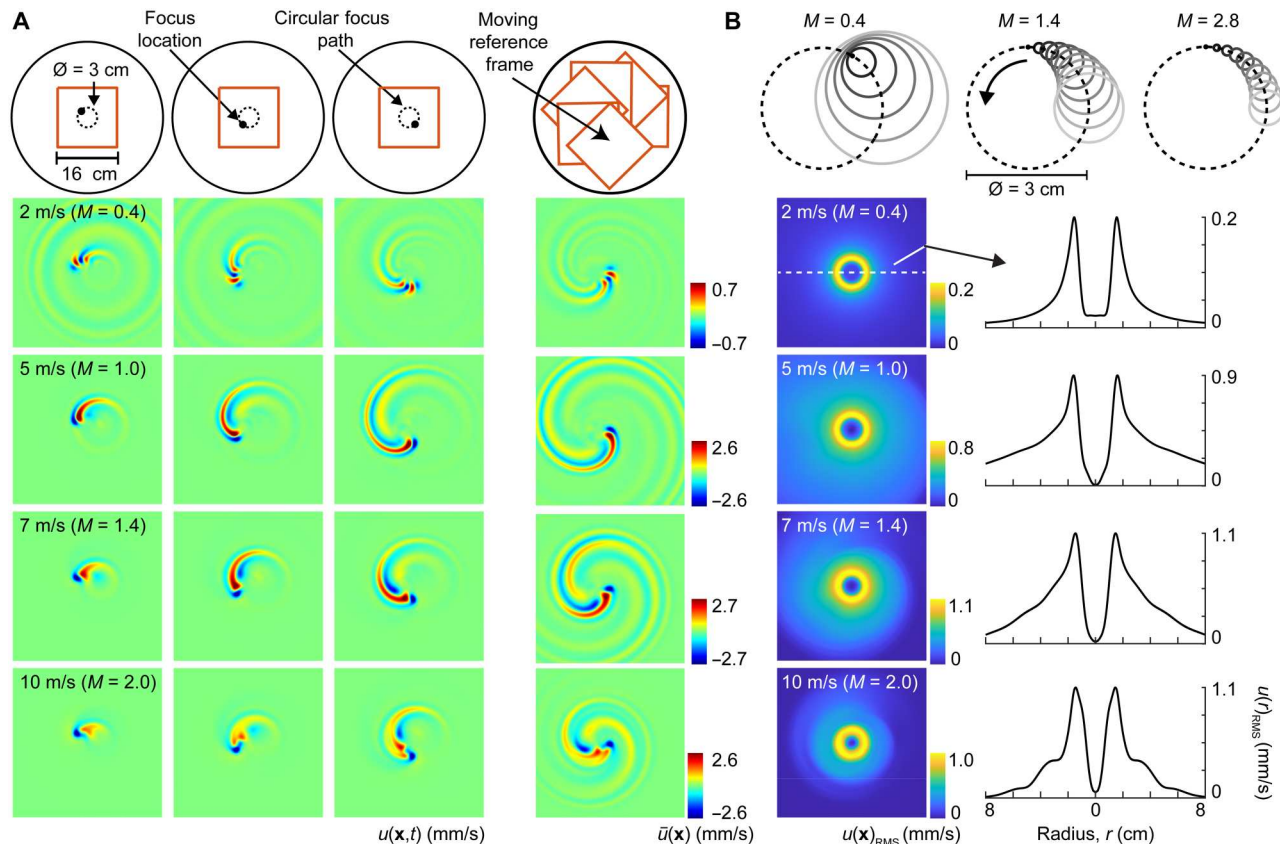 A
Focus
location
Circular focus
path
Moving
reference
frame
Ø = 3 cm
16 cm
B
M = 0.4
M = 1.4
M = 2.8
Ø = 3 cm
2 m/s (M = 0.4)
0.7
−0.7
2 m/s (M = 0.4)
0.2
0
0.2
0
5 m/s (M = 1.0)
2.6
−2.6
5 m/s (M = 1.0)
0.8
0
0.9
0
7 m/s (M = 1.4)
2.7
−2.7
7 m/s (M = 1.4)
1.1
0
1.1
0
10 m/s (M = 2.0)
2.6
−2.6
10 m/s (M = 2.0)
1.0
0
1.1
0
u(r)RMS (mm/s)
8 4 0 4 8
u(x,t) (mm/s)
ū(x) (mm/s)
u(x)RMS (mm/s)
Radius, r (cm)